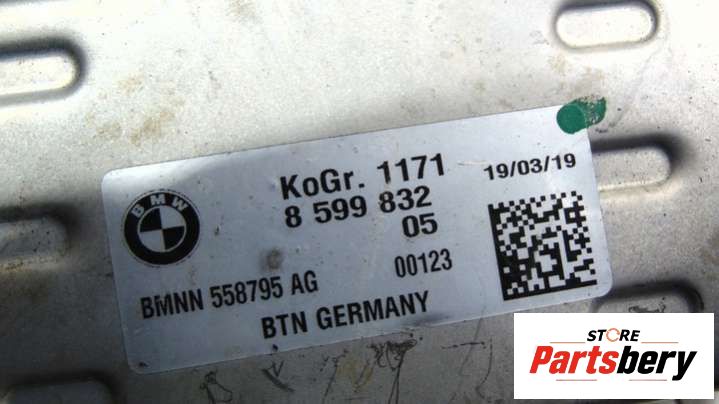 BMW
KoGr. 1171
8 599 832
05
19/03/19
BMNN 558795 AG
00123
BTN GERMANY
STORE
Partsbery